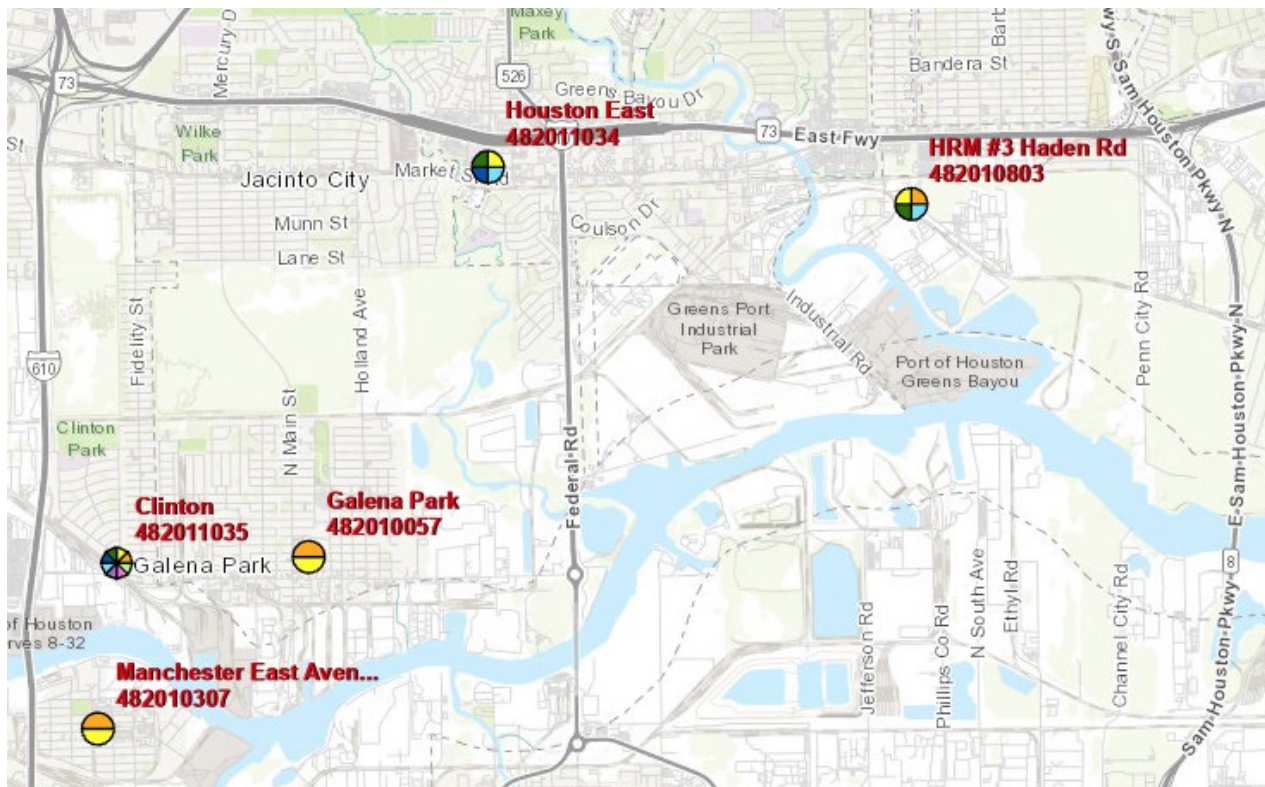 Maxey
Park
Mercury D
73
526
Greens Bayou Dr
Bandera St
Barb
wy S
Sam Houston Pkwy N
Houston East
482011034
Wilke
Park
St
73
East Fwy
HRM #3 Haden Rd
482010803
Jacinto City
Market St
Rd
Munn St
Coulson Dr
Lane St
Fidelity St
Holland Ave
Greens Port
Industrial
Park
Industrial Rd
Port of Houston
Greens Bayou
Penn City Rd
E Sam Houston Pkwy N
610
N Main St
Clinton
Park
Federal Rd
Clinton
482011035
Galena Park
482010057
Galena Park
8
of Houston
rves 8-32
Jefferson Rd
Phillips Co Rd
N South Ave
Ethyl Rd
Channel City Rd
Sam Houston Pkwy
Manchester East Aven...
482010307